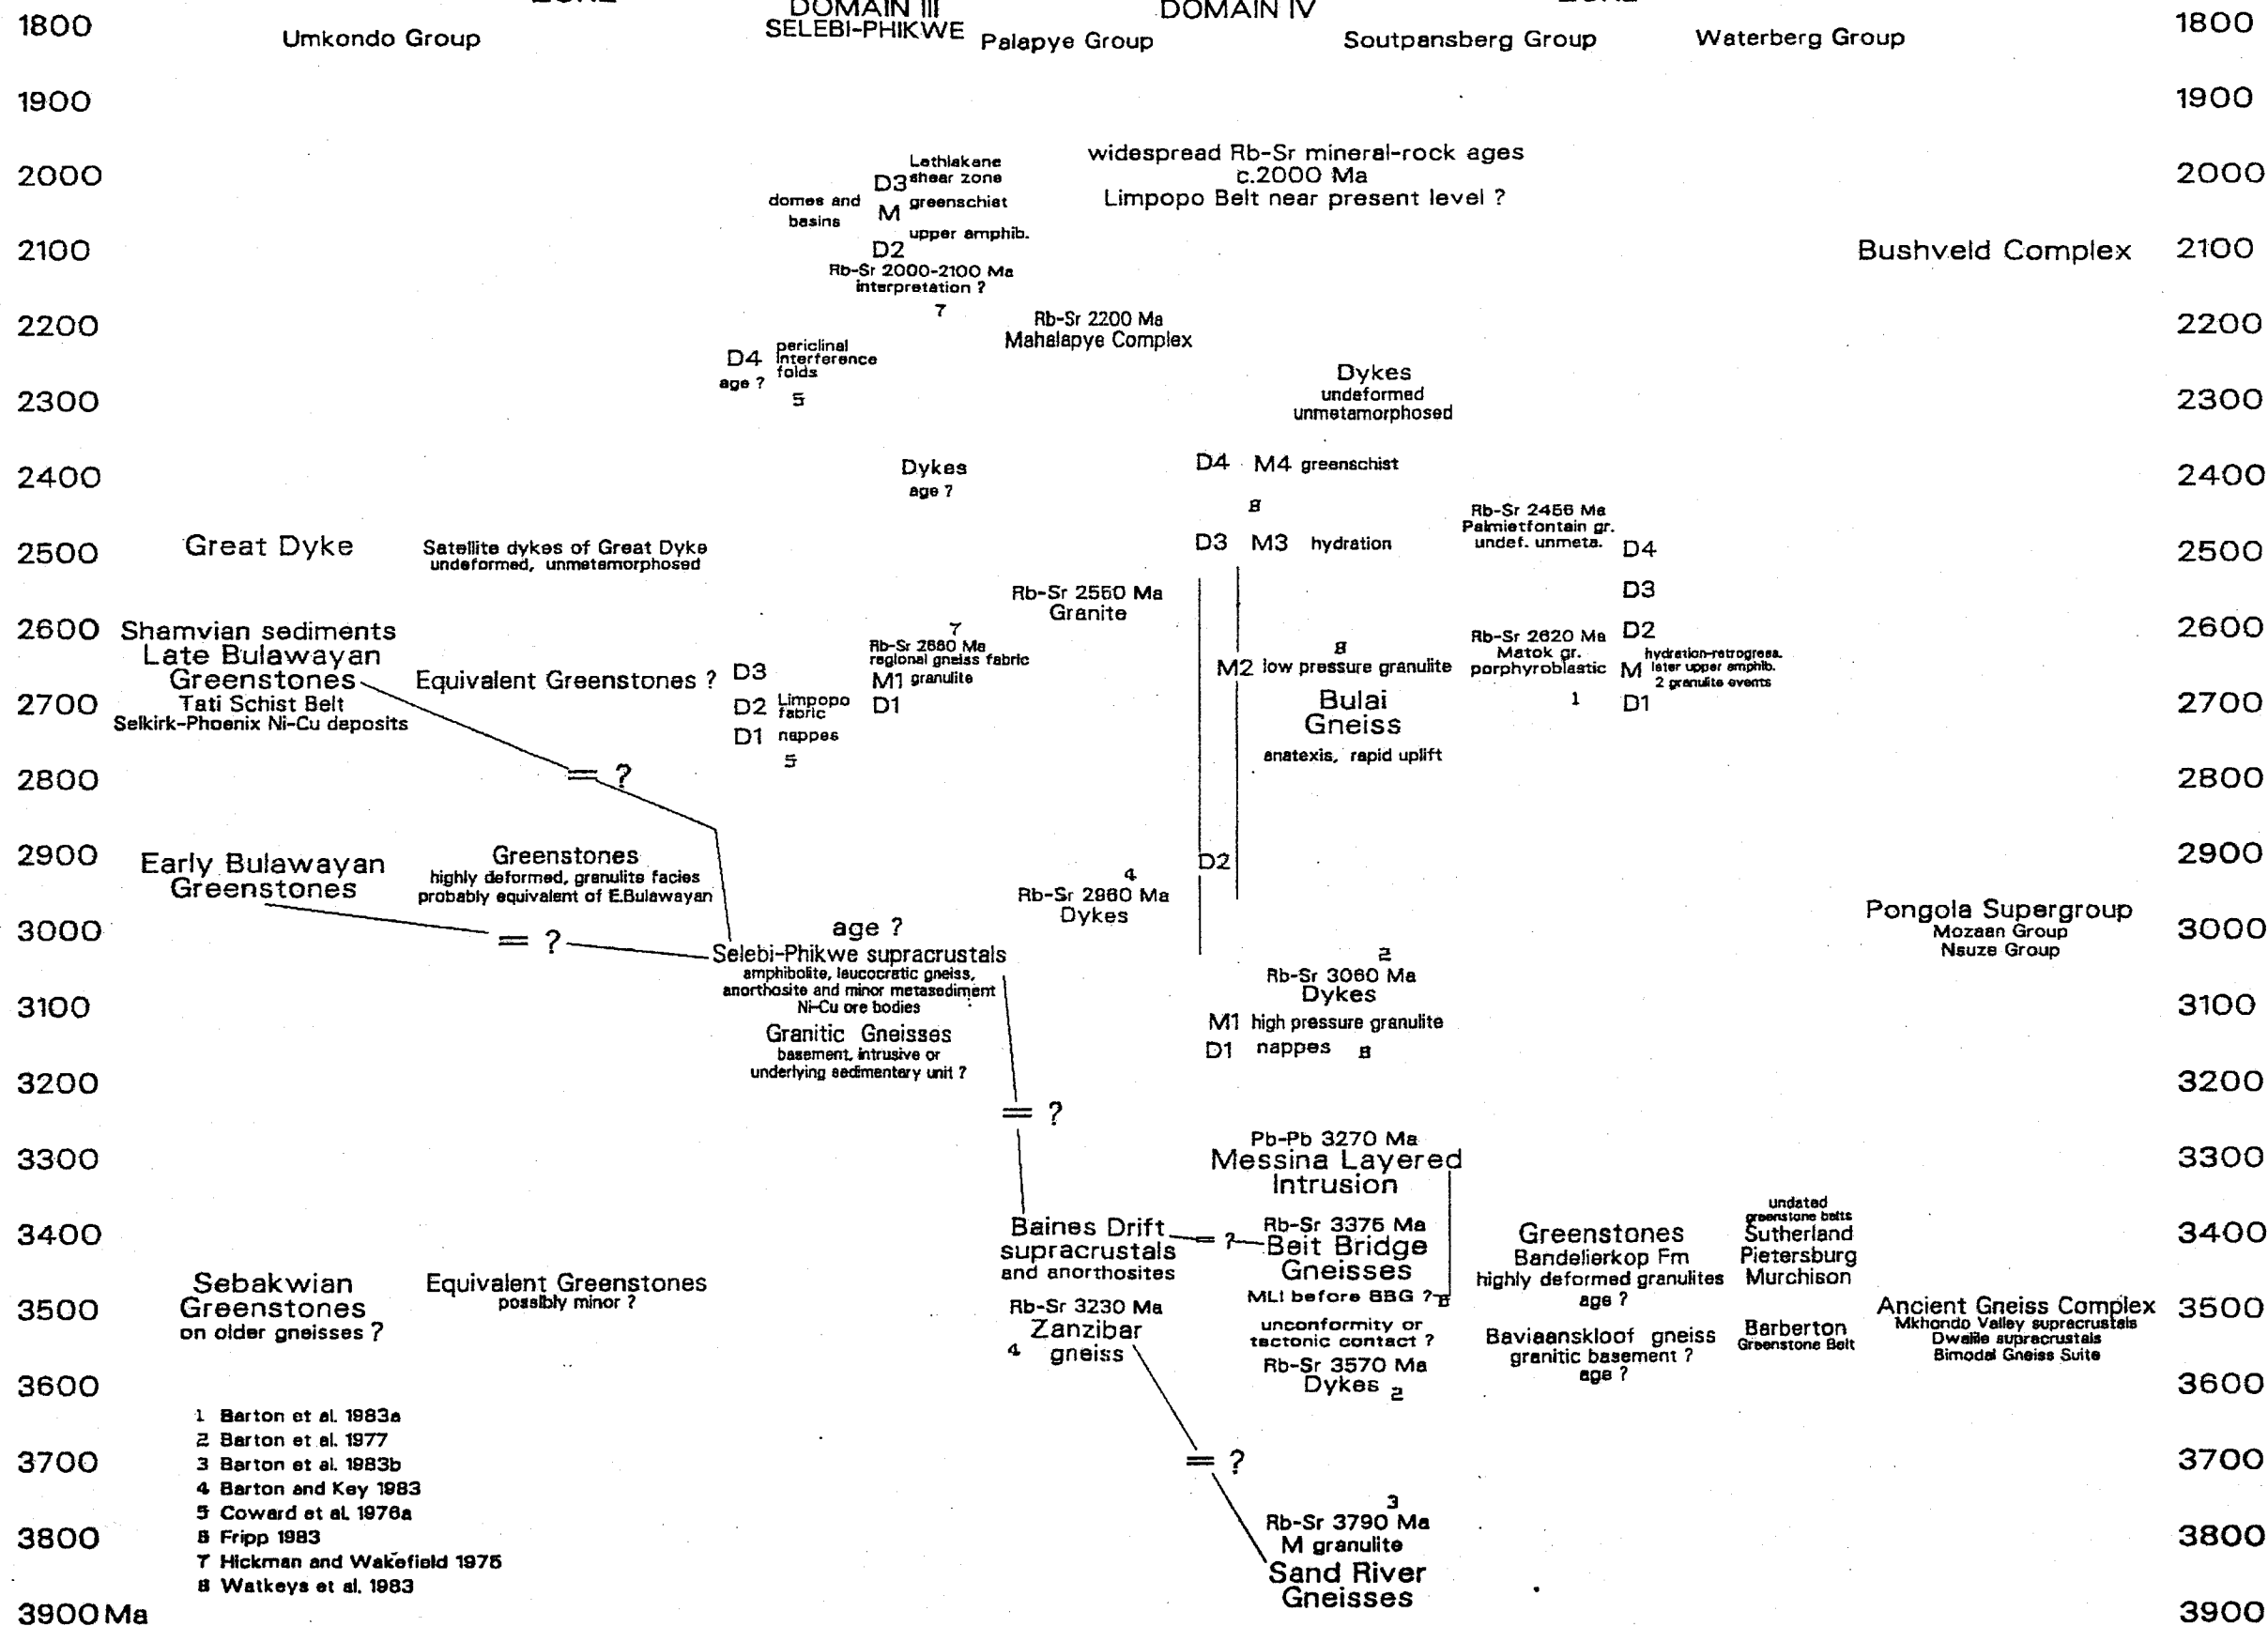 DOMAIN III
SELEBI-PHIKWE
DOMAIN IV
1800
Umkondo Group
Palapye Group
Soutpansberg Group
Waterberg Group
1800
1900
1900
2000
Lethlakane
D3 shear zone
domes and
basins
M greenschist
upper amphib.
widespread Rb-Sr mineral-rock ages
c.2000 Ma
Limpopo Belt near present level ?
2000
2100
D2
Rb-Sr 2000-2100 Ma
interpretation ?
7
Bushveld Complex
2100
2200
Rb-Sr 2200 Ma
Mahalapye Complex
2200
D4 periclinal
interference
folds
age ?
5
Dykes
undeformed
unmetamorphosed
2300
2300
2400
Dykes
age ?
D4 M4 greenschist
8
2400
Rb-Sr 2456 Ma
Palmietfontain gr.
undef. unmeta.
2500
Great Dyke
Satellite dykes of Great Dyke
undeformed, unmetamorphosed
D3 M3 hydration
D4
2500
D3
Rb-Sr 2550 Ma
Granite
2600
Shamvian sediments
Late Bulawayan
Greenstones
Tati Schist Belt
Selkirk-Phoenix Ni-Cu deposits
Equivalent Greenstones ?
D3
D2 Limpopo
fabric
D1 nappes
5
7
Rb-Sr 2680 Ma
regional gneiss fabric
M1 granulite
D1
8
M2 low pressure granulite
Bulai
Gneiss
anatexis, rapid uplift
Rb-Sr 2620 Ma
Matok gr.
porphyroblastic
1
D2
hydration-retrogress.
M later upper amphib.
2 granulite events
D1
2600
2700
2700
2800
= ?
2800
2900
Early Bulawayan
Greenstones
Greenstones
highly deformed, granulite facies
probably equivalent of E.Bulawayan
4
Rb-Sr 2960 Ma
Dykes
D2
2900
3000
= ?
age ?
Selebi-Phikwe supracrustals
amphibolite, leucocratic gneiss,
anorthosite and minor metasediment
Ni-Cu ore bodies
2
Rb-Sr 3060 Ma
Dykes
Pongola Supergroup
Mozaan Group
Nsuze Group
3000
3100
Granitic Gneisses
basement, intrusive or
underlying sedimentary unit ?
M1 high pressure granulite
D1 nappes 8
3100
3200
= ?
3200
3300
Pb-Pb 3270 Ma
Messina Layered
Intrusion
3300
3400
Baines Drift
supracrustals
and anorthosites
= ?
Rb-Sr 3375 Ma
Beit Bridge
Gneisses
MLI before BBG ? 8
Greenstones
Bandelierkop Fm
highly deformed granulites
age ?
undated
greenstone belts
Sutherland
Pietersburg
Murchison
3400
3500
Sebakwian
Greenstones
on older gneisses ?
Equivalent Greenstones
possibly minor ?
Rb-Sr 3230 Ma
Zanzibar
4 gneiss
unconformity or
tectonic contact ?
Rb-Sr 3570 Ma
Dykes 2
Baviaanskloof gneiss
granitic basement ?
age ?
Barberton
Greenstone Belt
Ancient Gneiss Complex
Mkhondo Valley supracrustals
Dwalile supracrustals
Bimodal Gneiss Suite
3500
3600
3600
1 Barton et al. 1983a
2 Barton et al. 1977
3 Barton et al. 1983b
4 Barton and Key 1983
5 Coward et al. 1976a
6 Fripp 1983
7 Hickman and Wakefield 1975
8 Watkeys et al. 1983
3700
= ?
3700
3800
3
Rb-Sr 3790 Ma
M granulite
Sand River
Gneisses
3800
3900 Ma
3900